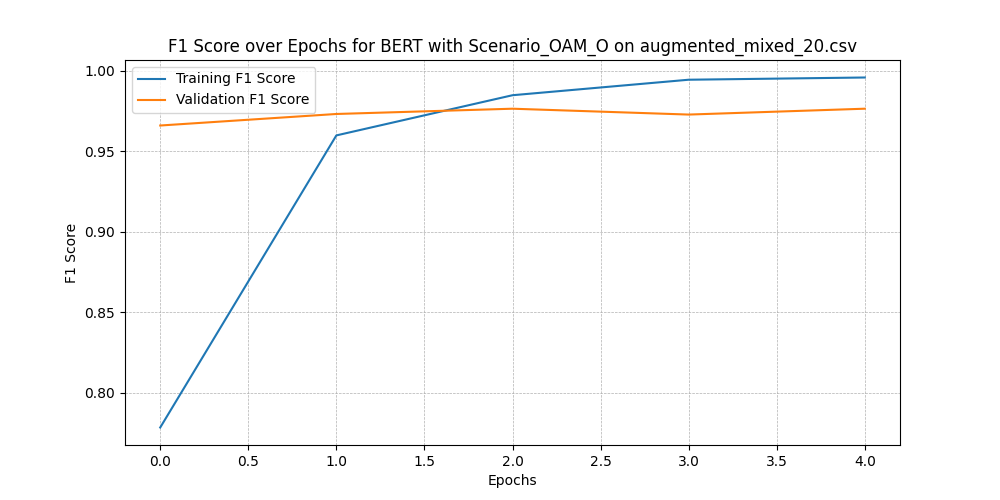 F1 Score over Epochs for BERT with Scenario_OAM_O on augmented_mixed_20.csv
Training F1 Score
Validation F1 Score
1.00
0.95
0.90
0.85
0.80
F1 Score
0.0 0.5 1.0 1.5 2.0 2.5 3.0 3.5 4.0
Epochs